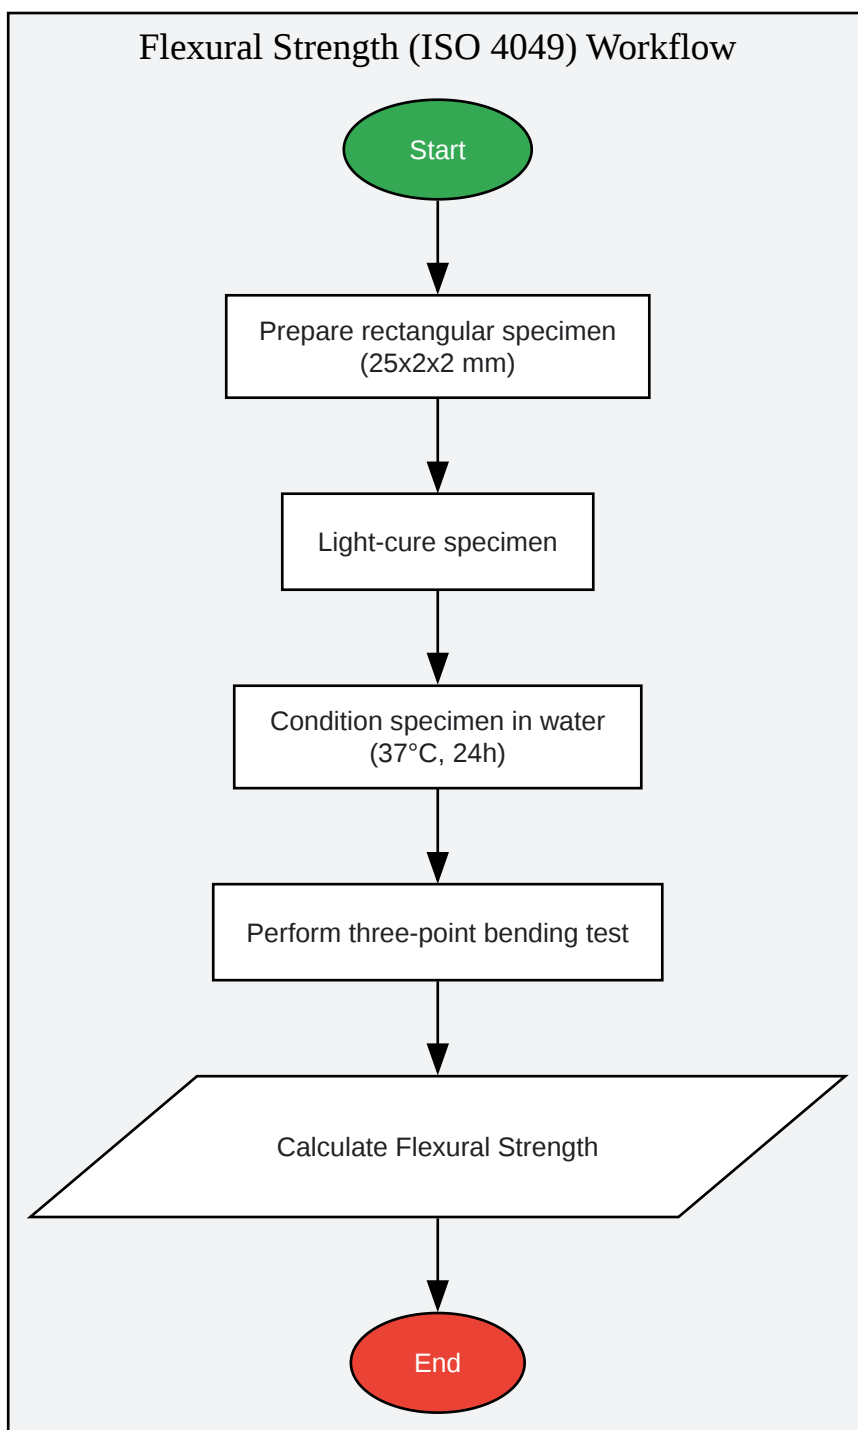 Flexural Strength (ISO 4049) Workflow
Start
Prepare rectangular specimen
(25x2x2 mm)
Light-cure specimen
Condition specimen in water
(37°C, 24h)
Perform three-point bending test
Calculate Flexural Strength
End